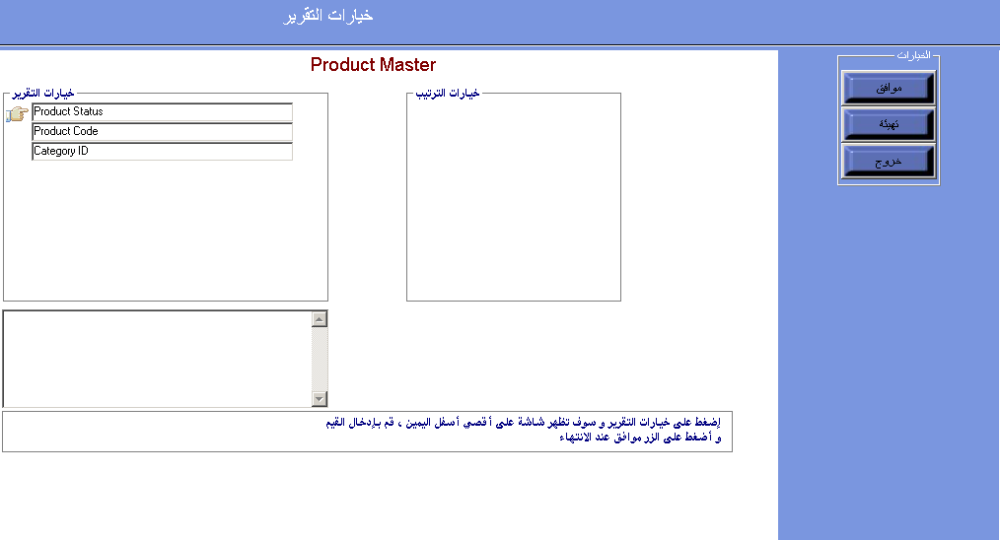 خيارات التقرير
Product Master
الخيارات
موافق
تهيئة
خروج
خيارات التقرير
Product Status
Product Code
Category ID
خيارات الترتيب
إضغط على خيارات التقرير و سوف تظهر شاشة على أقصي أسفل اليمين ، قم بإدخال القيم
و أضغط على الزر موافق عند الانتهاء